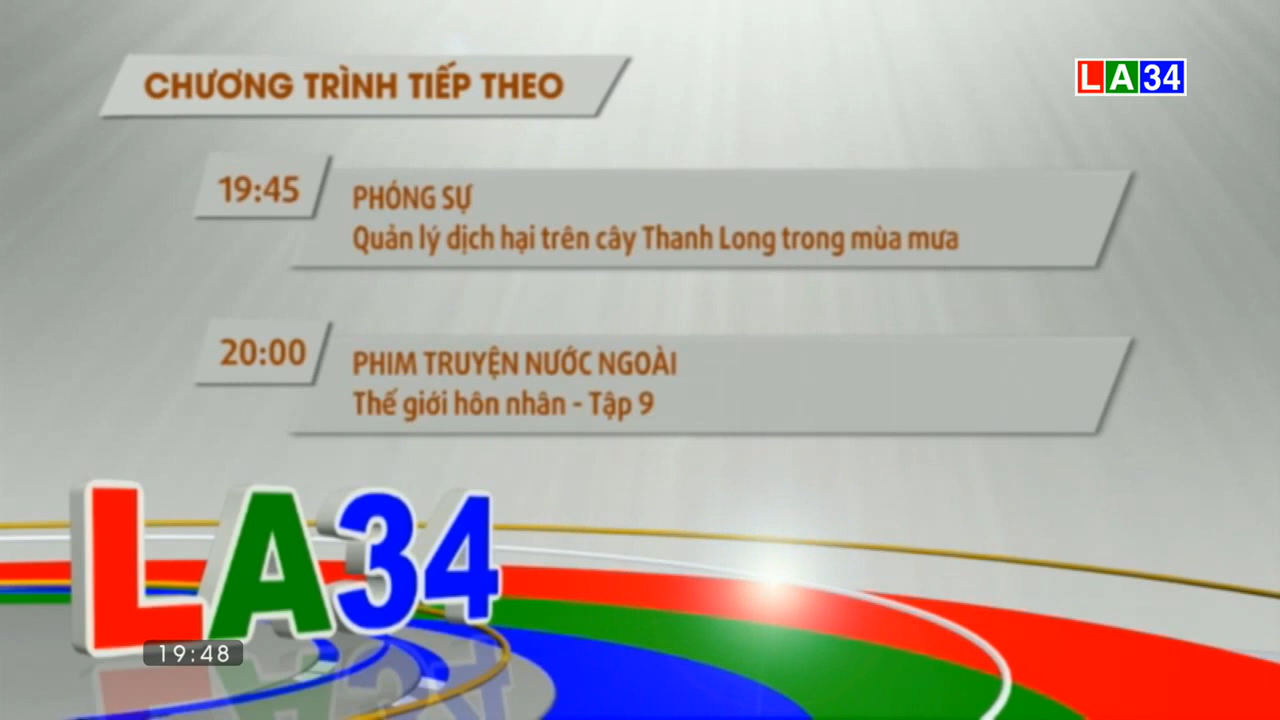 CHƯƠNG TRÌNH TIẾP THEO
LA34
19:45
PHÓNG SỰ
Quản lý dịch hại trên cây Thanh Long trong mùa mưa
20:00
PHIM TRUYỆN NƯỚC NGOÀI
Thế giới hôn nhân - Tập 9
LA34
19:48